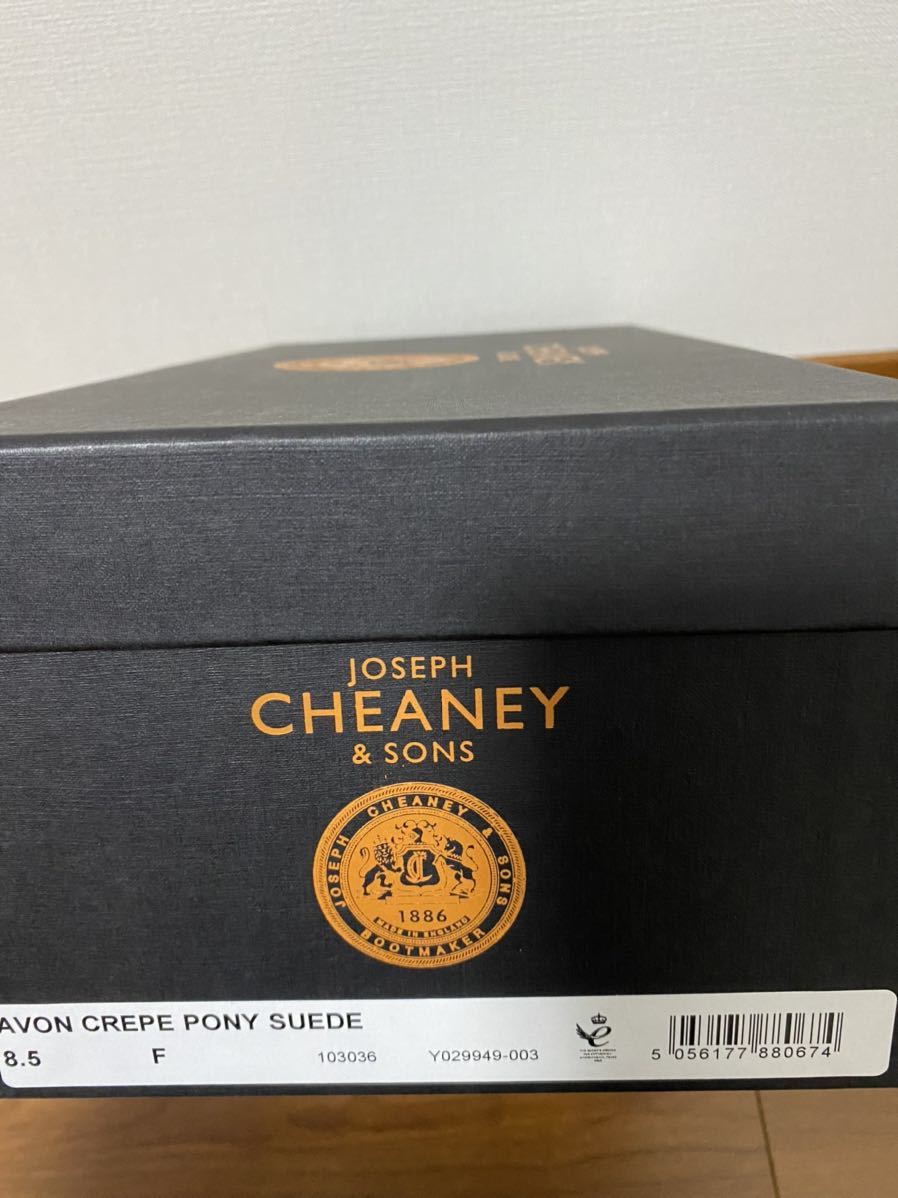 JOSEPH
CHEANEY
& SONS
JOSEPH CHEANEY & SONS
1886
MADE IN ENGLAND
BOOTMAKER
AVON CREPE PONY SUEDE
8.5 F 103036 Y029949-003 5 056177 880674